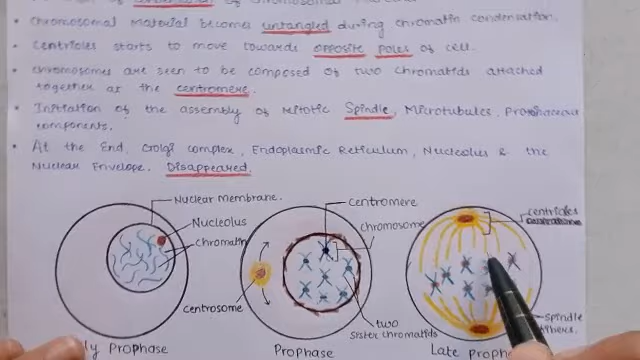 condensation of chromosomal
• Chromosomal material becomes untangled during chromatin condensation.
• Centrioles starts to move towards opposite poles of cell.
• chromosomes are seen to be composed of two chromatids attached
together at the centromere.
• Initiation of the assembly of Mitotic Spindle, Microtubules, Proteinaceous
components.
• At the End, Golgi complex, Endoplasmic Reticulum, Nucleolus & the
Nuclear Envelope. Disappeared.
Nuclear membrane.
Nucleolus
chromatin
Centromere
chromosome
centrioles
centrosome
two
sister chromatids
spindle
Prophase
Prophase
Late